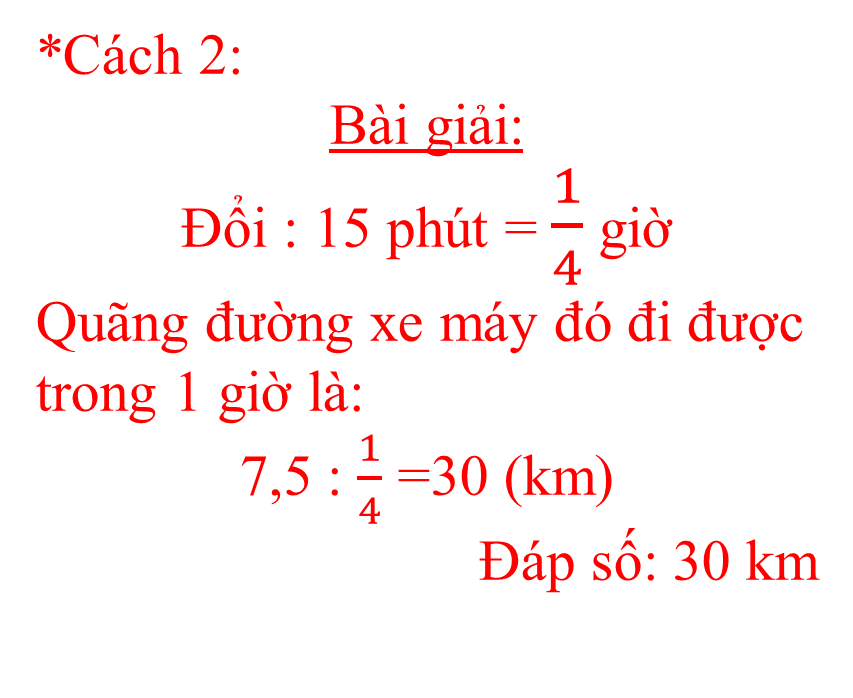 *Cách 2:
Bài giải:
Đổi : 15 phút = 1/4 giờ
Quãng đường xe máy đó đi được
trong 1 giờ là:
7,5 : 1/4 =30 (km)
Đáp số: 30 km